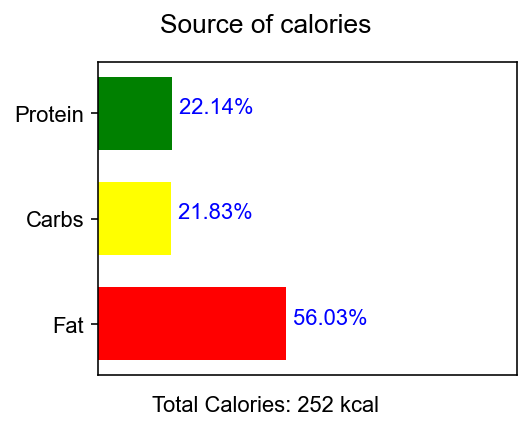 Source of calories
Protein 22.14%
Carbs 21.83%
Fat 56.03%
Total Calories: 252 kcal